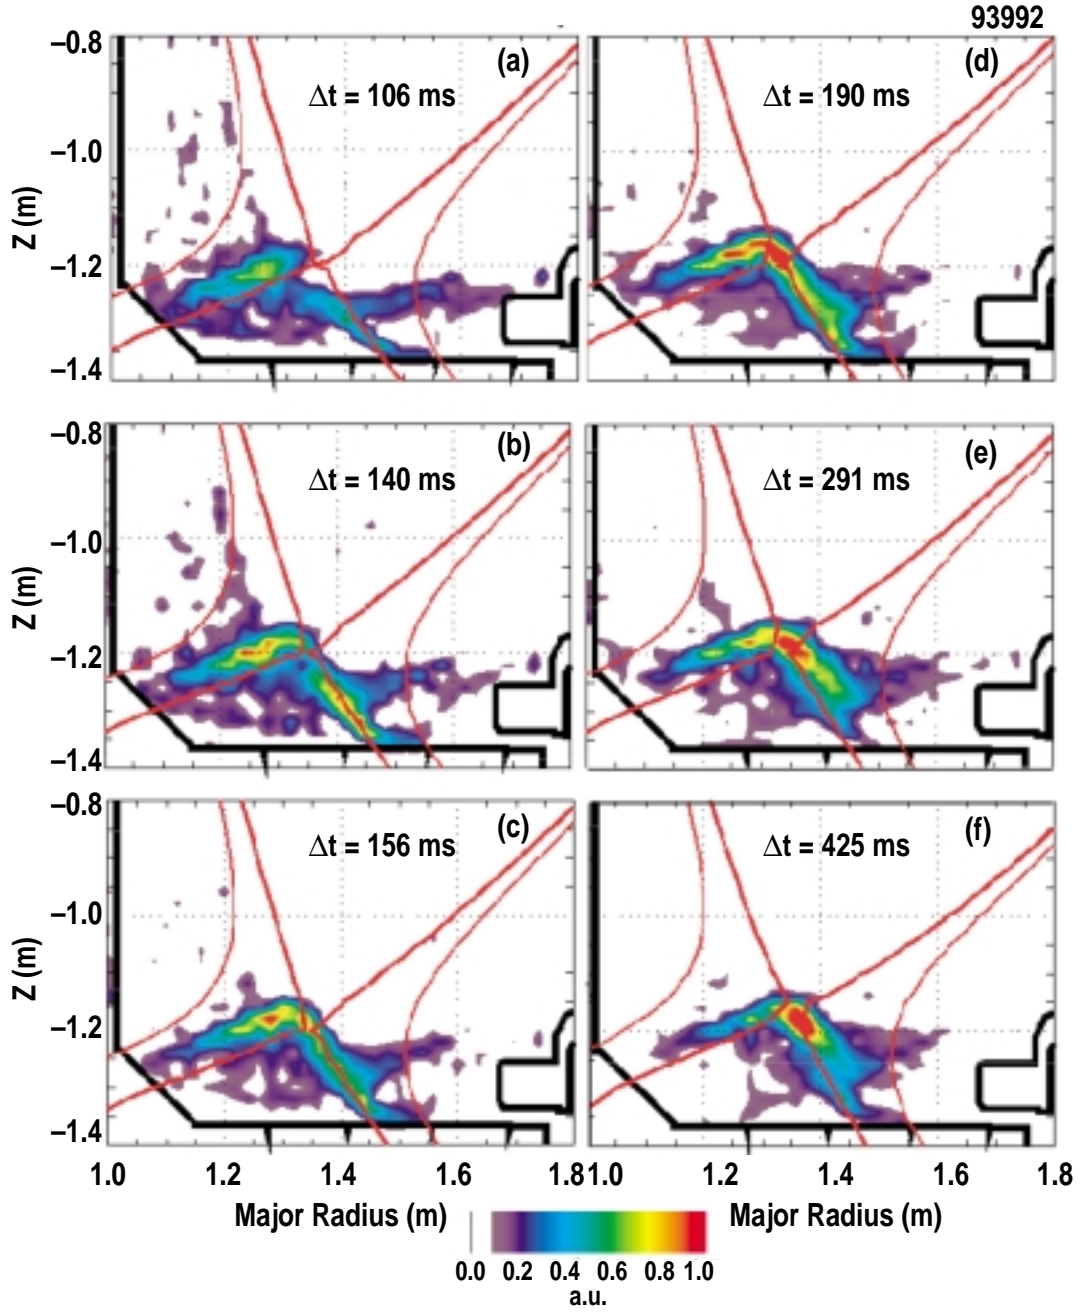 93992
(a)
Δt = 106 ms
(d)
Δt = 190 ms
–0.8
–1.0
–1.2
–1.4
Z (m)
(b)
Δt = 140 ms
(e)
Δt = 291 ms
–0.8
–1.0
–1.2
–1.4
Z (m)
(c)
Δt = 156 ms
(f)
Δt = 425 ms
–0.8
–1.0
–1.2
–1.4
Z (m)
1.0 1.2 1.4 1.6 1.8 1.0 1.2 1.4 1.6 1.8
Major Radius (m) Major Radius (m)
0.0 0.2 0.4 0.6 0.8 1.0
a.u.